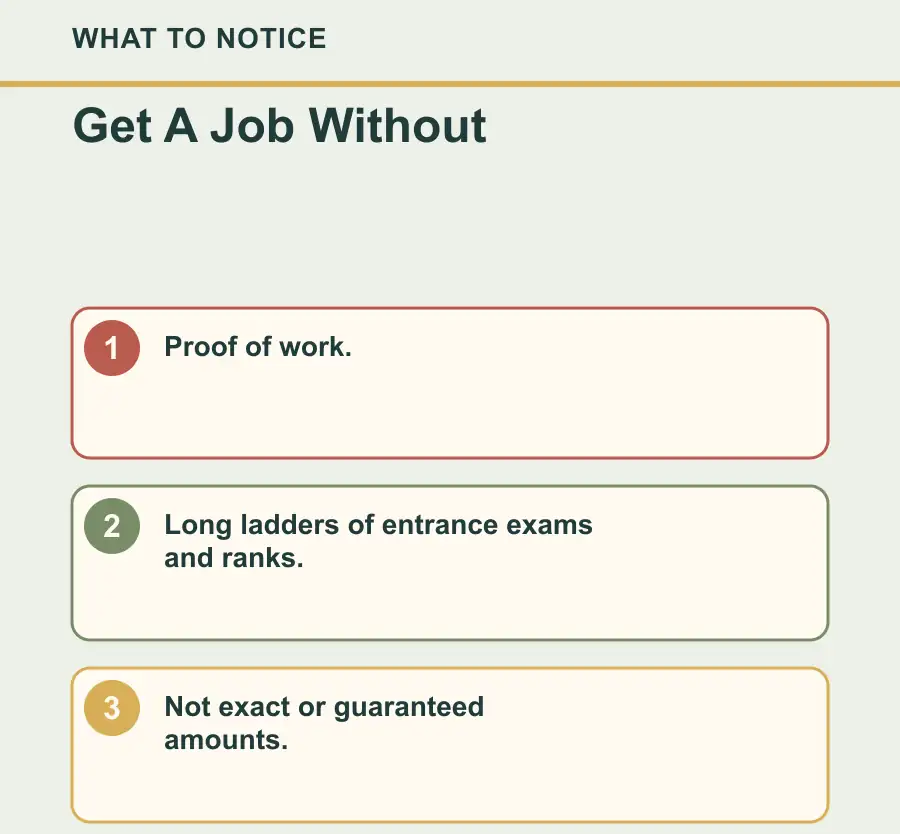 WHAT TO NOTICE
Get A Job Without
1
Proof of work.
2
Long ladders of entrance exams
and ranks.
3
Not exact or guaranteed
amounts.